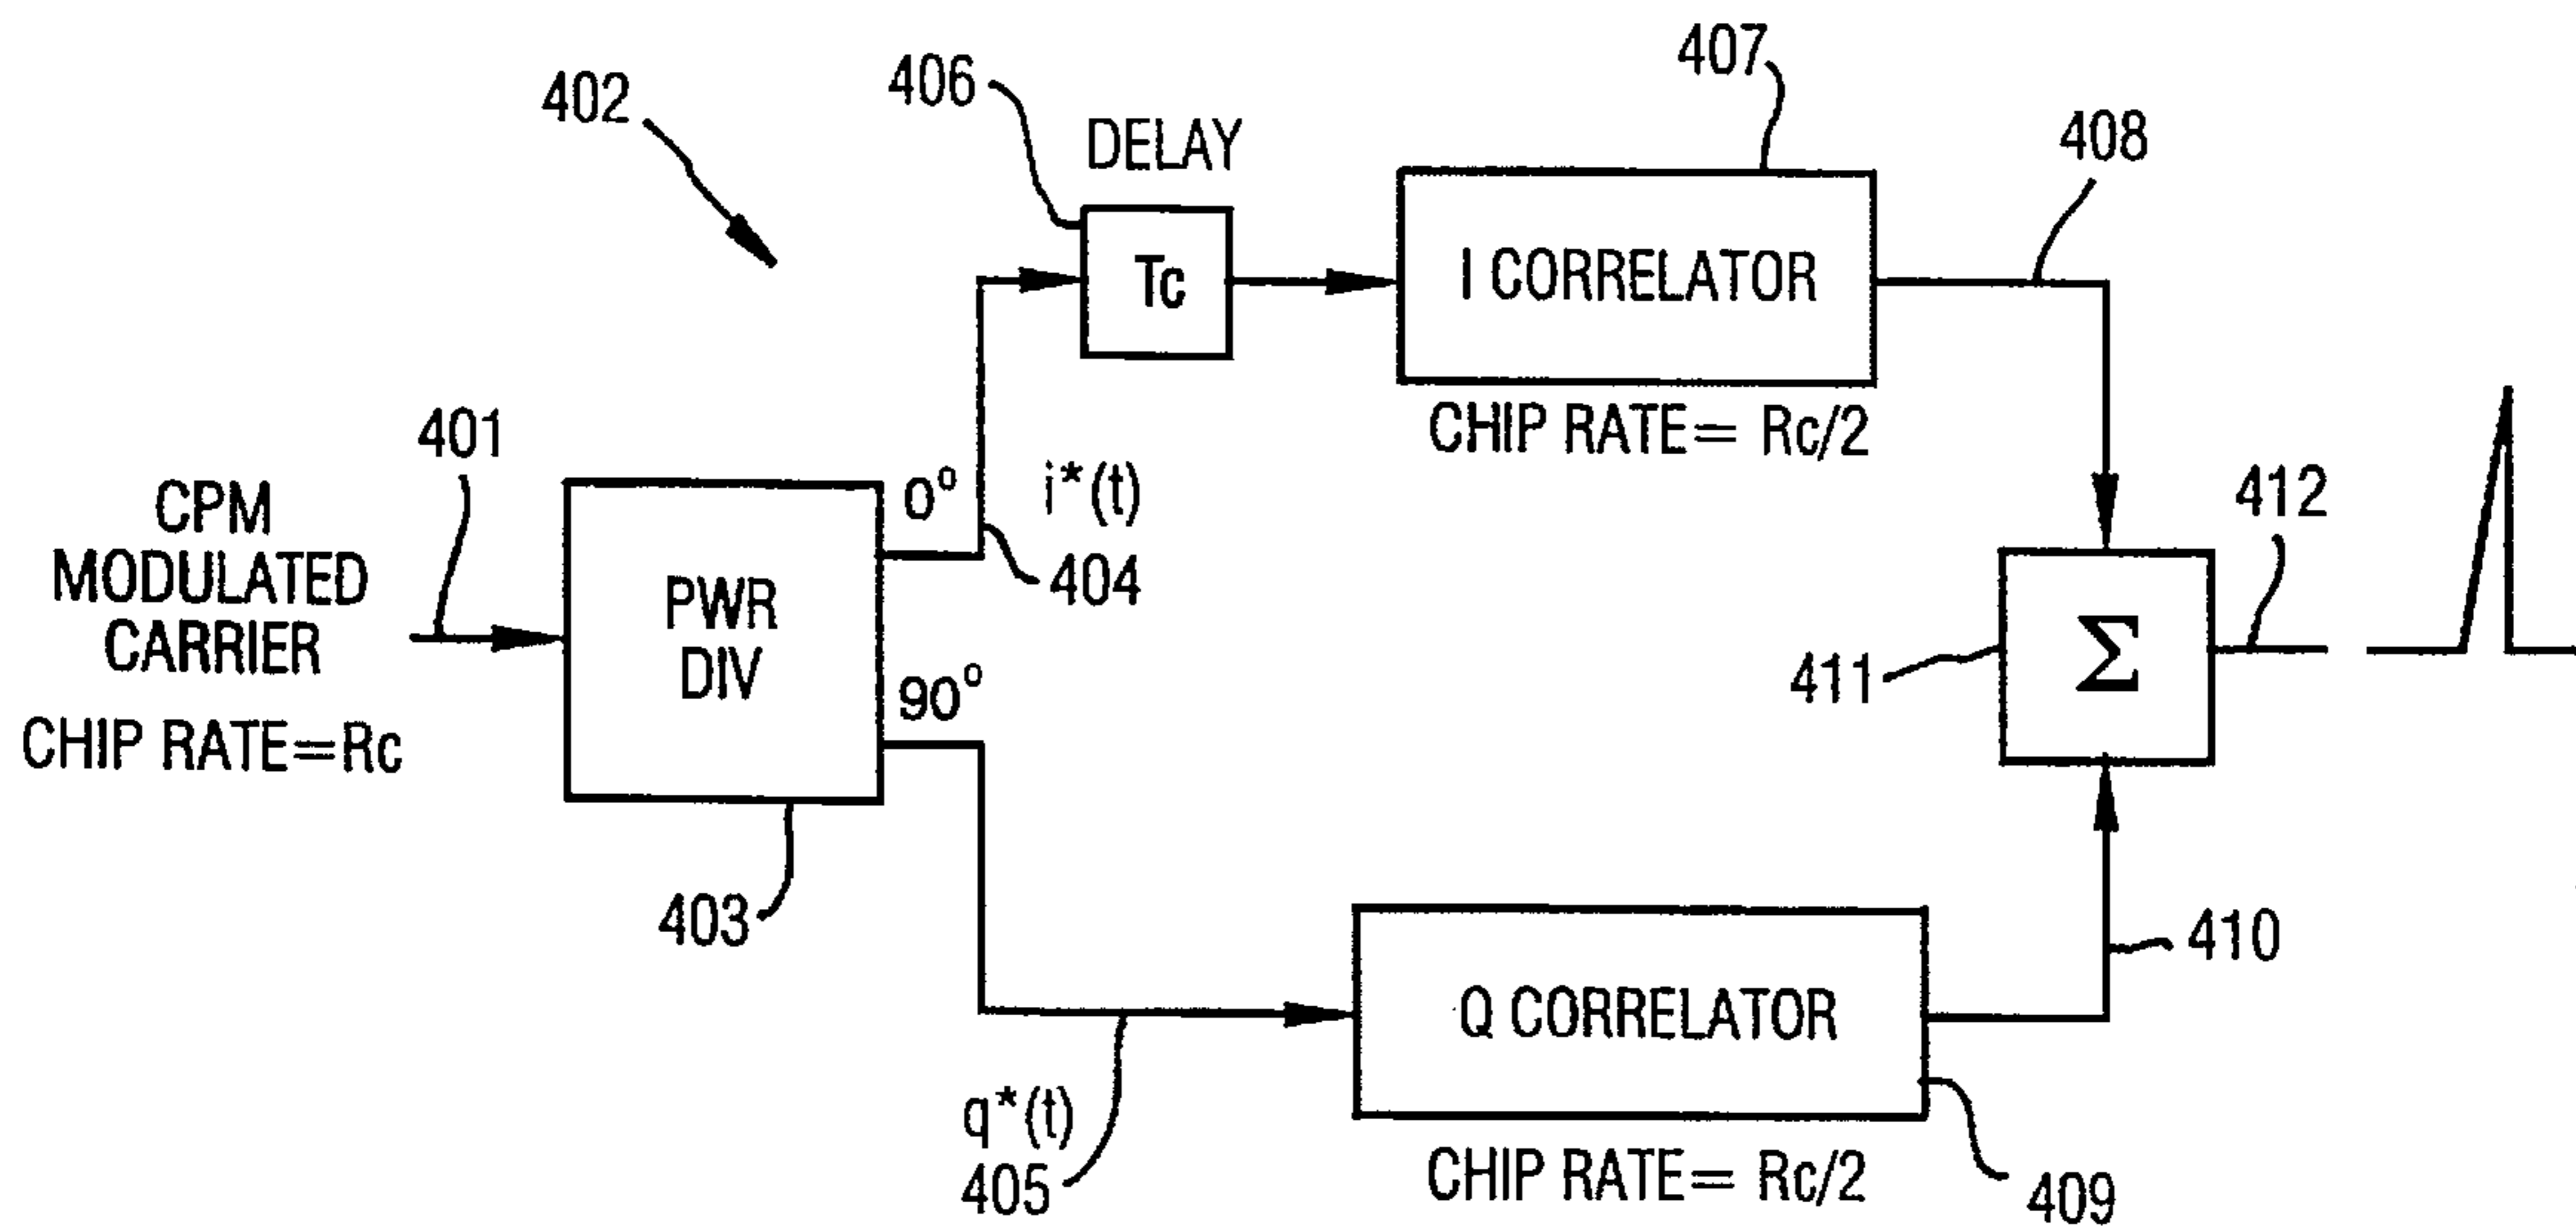 402
406
DELAY
407
408
Tc
I CORRELATOR
CHIP RATE= Rc/2
401
CPM
MODULATED
CARRIER
CHIP RATE=Rc
PWR
DIV
0°
i*(t)
404
90°
403
412
411
Σ
410
Q CORRELATOR
q*(t)
405
CHIP RATE= Rc/2
409